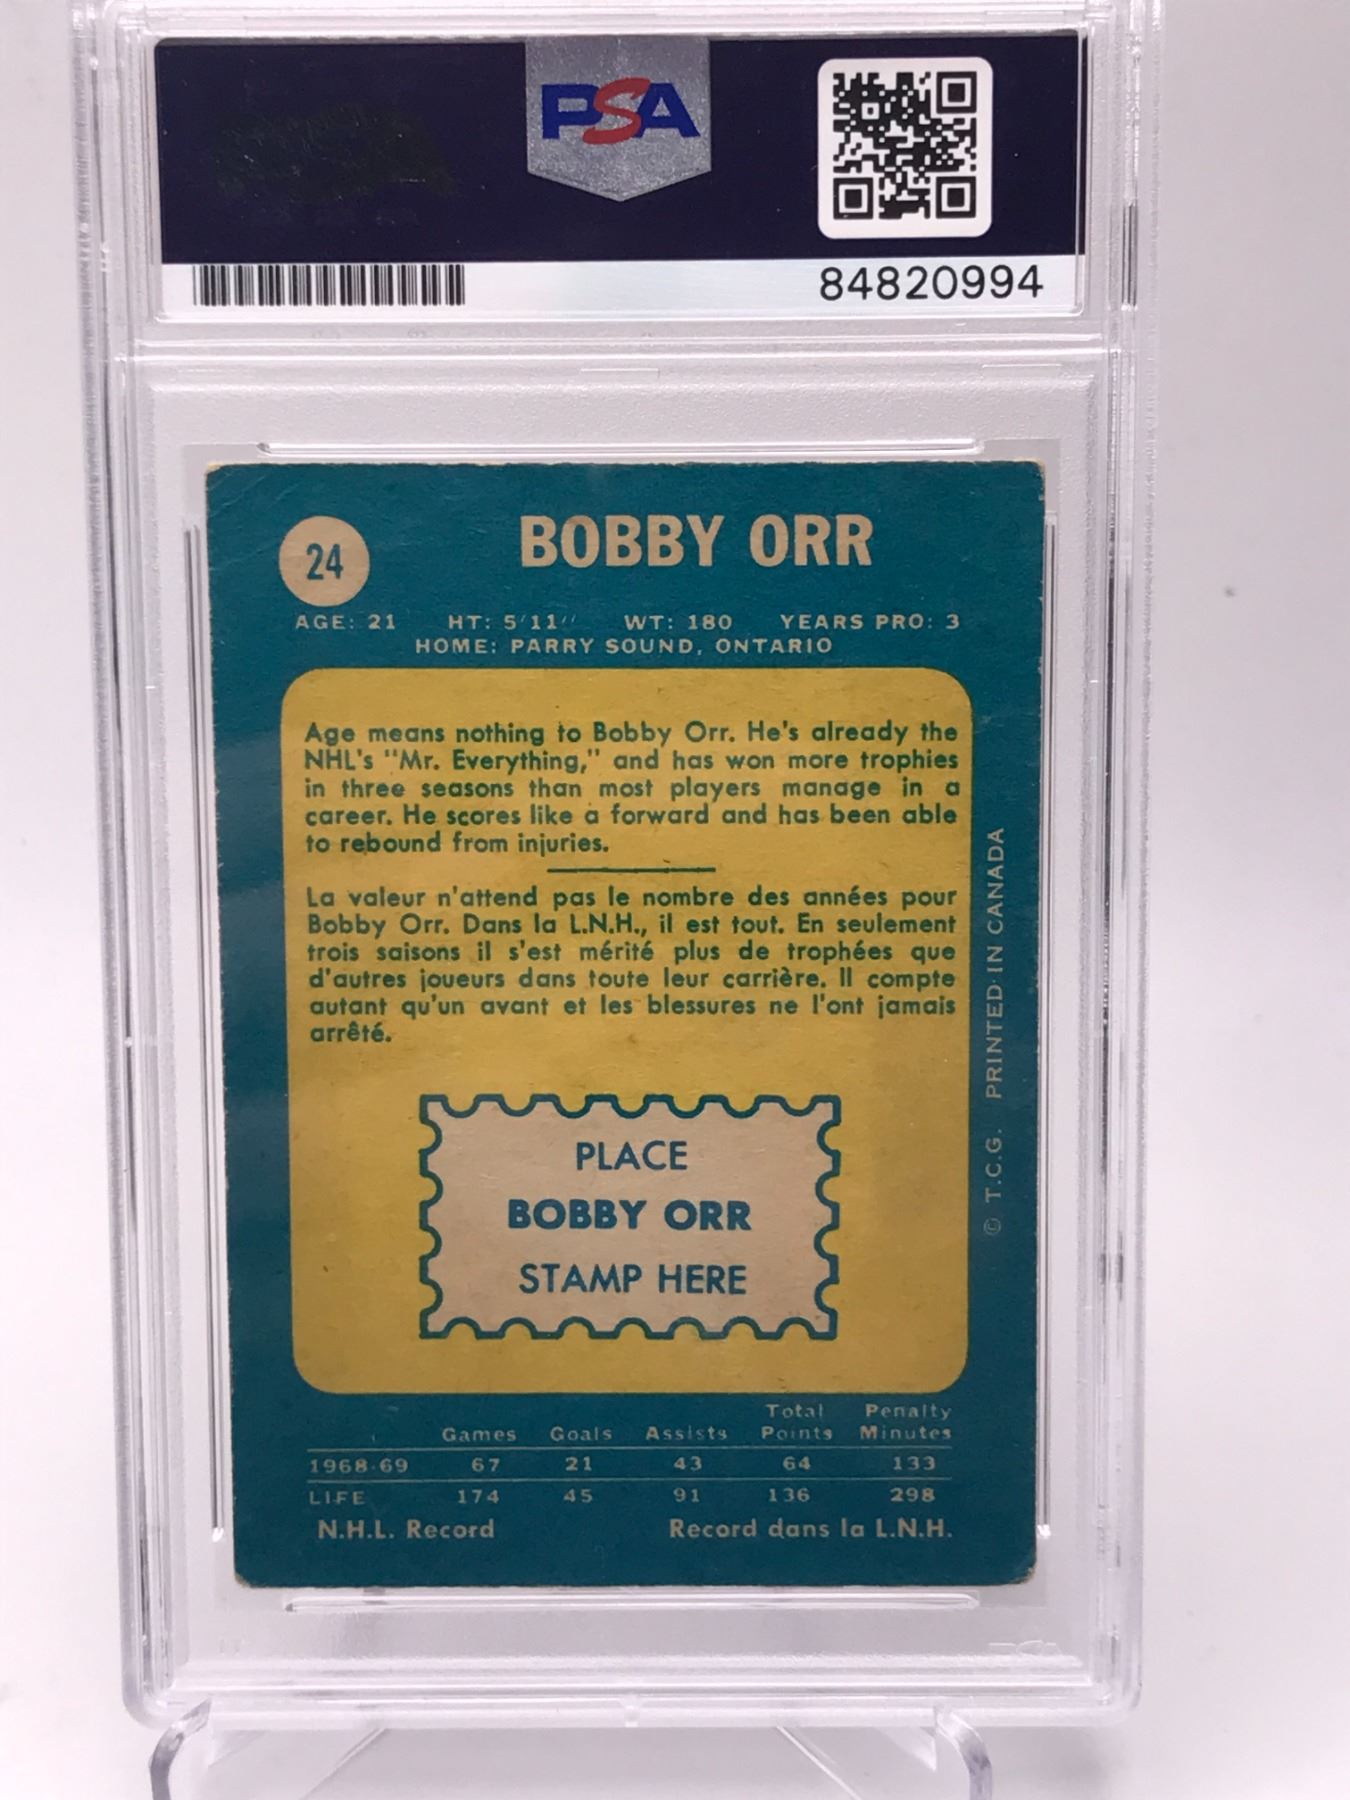 PSA
84820994
24
BOBBY ORR
AGE: 21 HT: 5'11" WT: 180 YEARS PRO: 3
HOME: PARRY SOUND, ONTARIO
Age means nothing to Bobby Orr. He's already the
NHL's "Mr. Everything," and has won more trophies
in three seasons than most players manage in a
career. He scores like a forward and has been able
to rebound from injuries.
La valeur n'attend pas le nombre des années pour
Bobby Orr. Dans la L.N.H., il est tout. En seulement
trois saisons il s'est mérité plus de trophées que
d'autres joueurs dans toute leur carrière. Il compte
autant qu'un avant et les blessures ne l'ont jamais
arrêté.
PLACE
BOBBY ORR
STAMP HERE
© T.C.G. PRINTED IN CANADA
Games Goals Assists Total Points Penalty Minutes
1968-69 67 21 43 64 133
LIFE 174 45 91 136 298
N.H.L. Record Record dans la L.N.H.
PSA